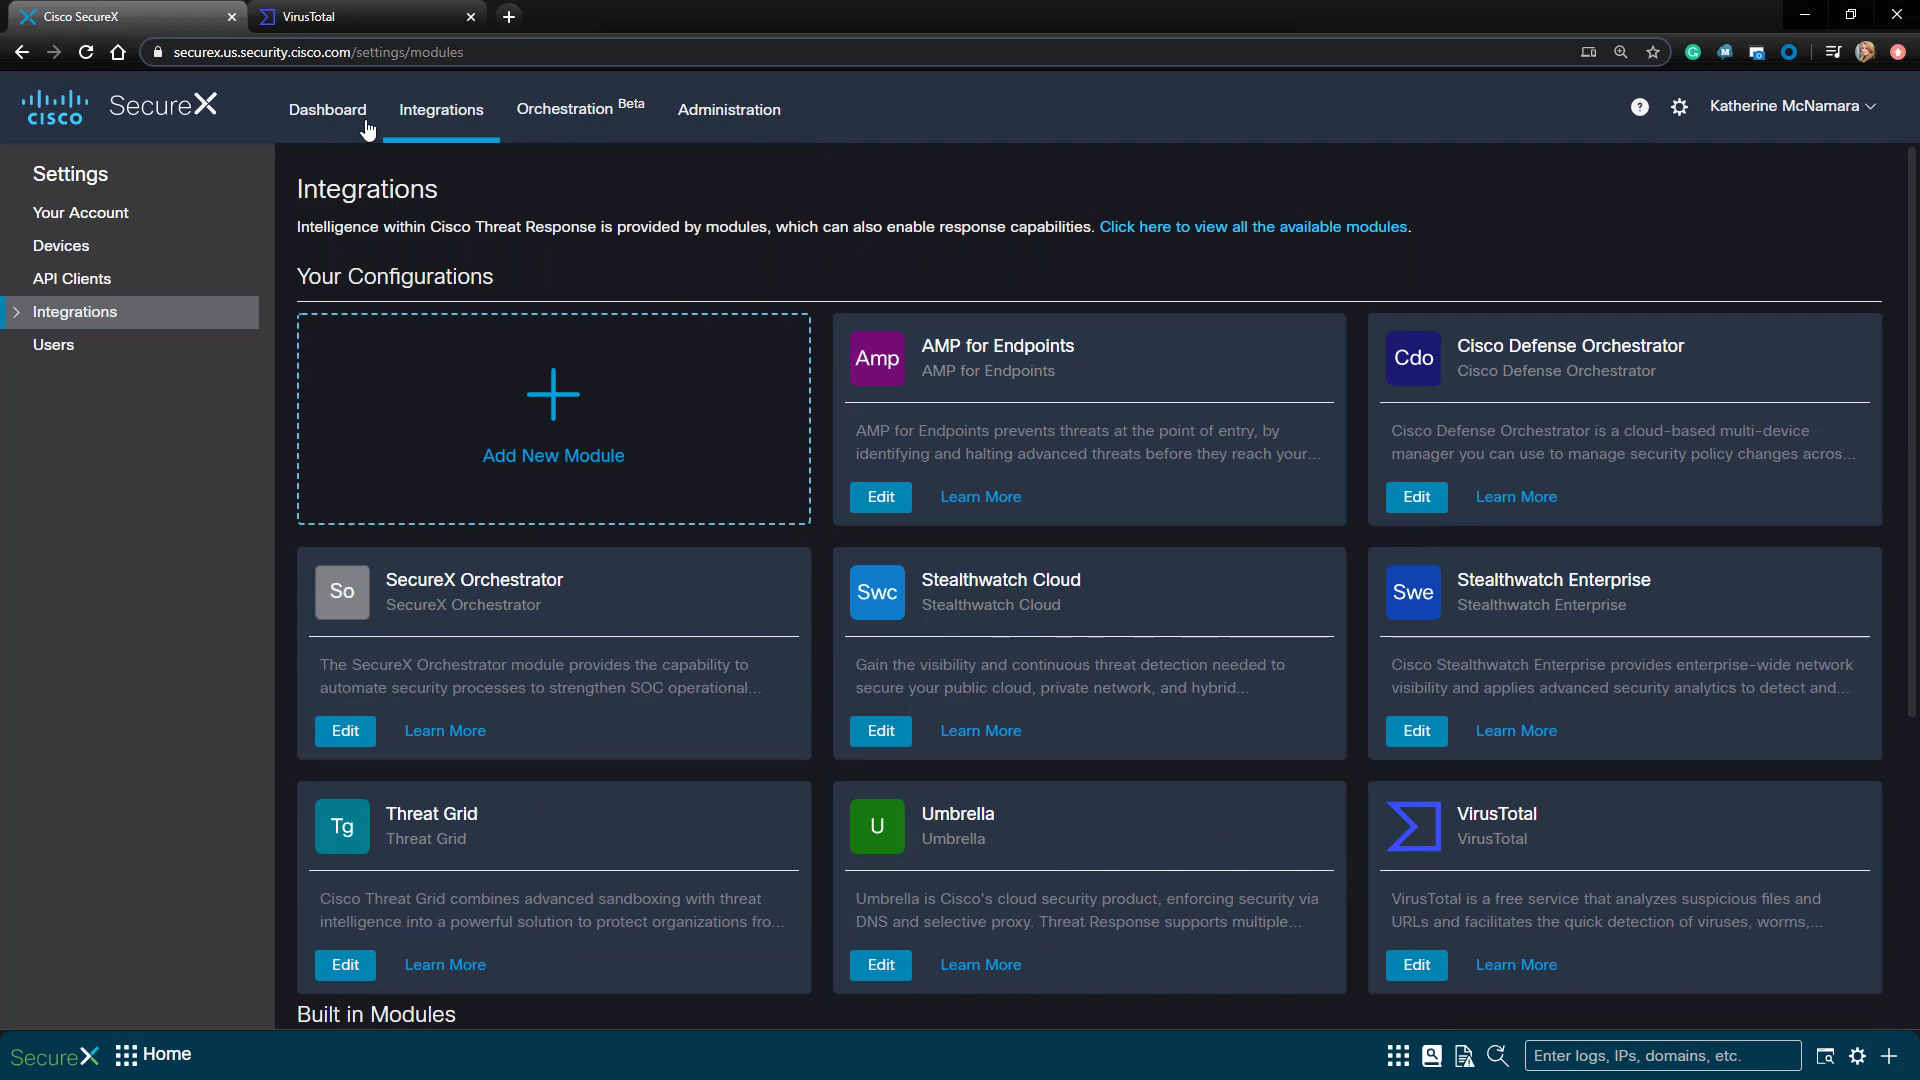 Cisco SecureX
VirusTotal
securex.us.security.cisco.com/settings/modules
CISCO SecureX
Dashboard
Integrations
Orchestration Beta
Administration
Katherine McNamara
Settings
Your Account
Devices
API Clients
Integrations
Users
Integrations
Intelligence within Cisco Threat Response is provided by modules, which can also enable response capabilities. Click here to view all the available modules.
Your Configurations
Add New Module
Amp
AMP for Endpoints
AMP for Endpoints
AMP for Endpoints prevents threats at the point of entry, by
identifying and halting advanced threats before they reach your...
Edit
Learn More
Cdo
Cisco Defense Orchestrator
Cisco Defense Orchestrator
Cisco Defense Orchestrator is a cloud-based multi-device
manager you can use to manage security policy changes acros...
Edit
Learn More
So
SecureX Orchestrator
SecureX Orchestrator
The SecureX Orchestrator module provides the capability to
automate security processes to strengthen SOC operational...
Edit
Learn More
Swc
Stealthwatch Cloud
Stealthwatch Cloud
Gain the visibility and continuous threat detection needed to
secure your public cloud, private network, and hybrid...
Edit
Learn More
Swe
Stealthwatch Enterprise
Stealthwatch Enterprise
Cisco Stealthwatch Enterprise provides enterprise-wide network
visibility and applies advanced security analytics to detect and...
Edit
Learn More
Tg
Threat Grid
Threat Grid
Cisco Threat Grid combines advanced sandboxing with threat
intelligence into a powerful solution to protect organizations fro...
Edit
Learn More
U
Umbrella
Umbrella
Umbrella is Cisco's cloud security product, enforcing security via
DNS and selective proxy. Threat Response supports multiple...
Edit
Learn More
VirusTotal
VirusTotal
VirusTotal is a free service that analyzes suspicious files and
URLs and facilitates the quick detection of viruses, worms,...
Edit
Learn More
Built in Modules
SecureX
Home
Enter logs, IPs, domains, etc.